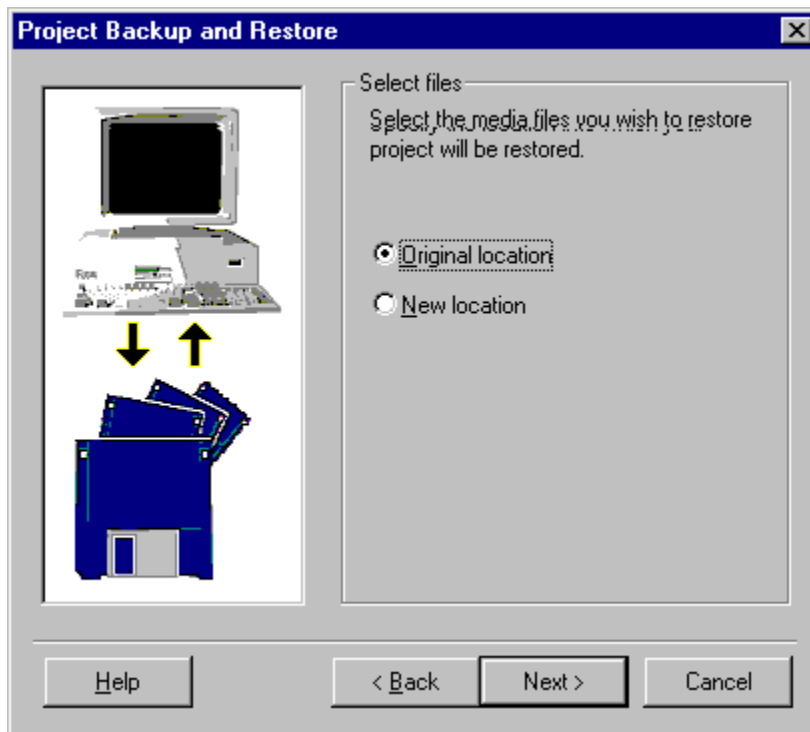 Project Backup and Restore
Select files
Select the media files you wish to restore
project will be restored.
Original location
New location
Help
< Back
Next >
Cancel